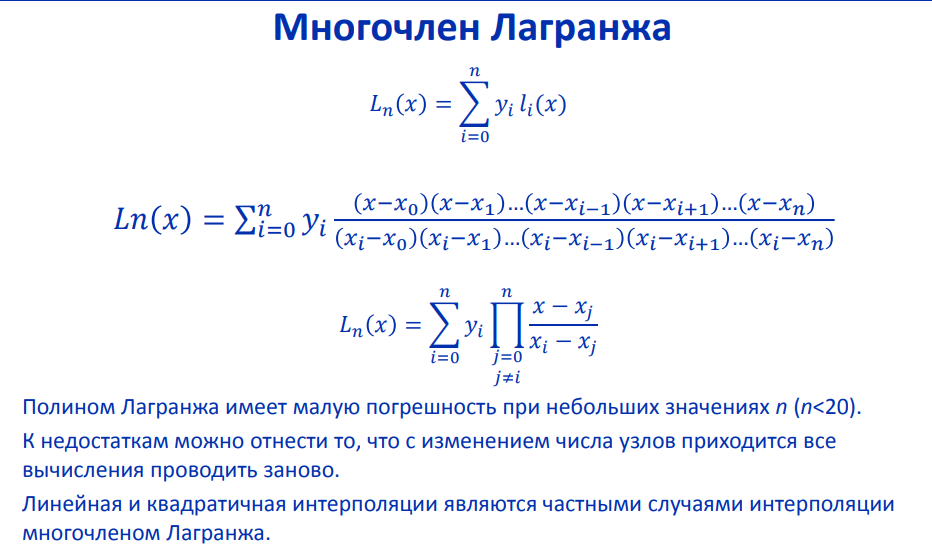 Многочлен Лагранжа
$L_n(x) = \sum_{i=0}^{n} y_i \, l_i(x)$
$Ln(x) = \sum_{i=0}^{n} y_i \frac{(x-x_0)(x-x_1)\ldots(x-x_{i-1})(x-x_{i+1})\ldots(x-x_n)}{(x_i-x_0)(x_i-x_1)\ldots(x_i-x_{i-1})(x_i-x_{i+1})\ldots(x_i-x_n)}$
$L_n(x) = \sum_{i=0}^{n} y_i \prod_{\substack{j=0 \\ j \neq i}}^{n} \frac{x - x_j}{x_i - x_j}$
Полином Лагранжа имеет малую погрешность при небольших значениях n (n<20).
К недостаткам можно отнести то, что с изменением числа узлов приходится все
вычисления проводить заново.
Линейная и квадратичная интерполяции являются частными случаями интерполяции
многочленом Лагранжа.